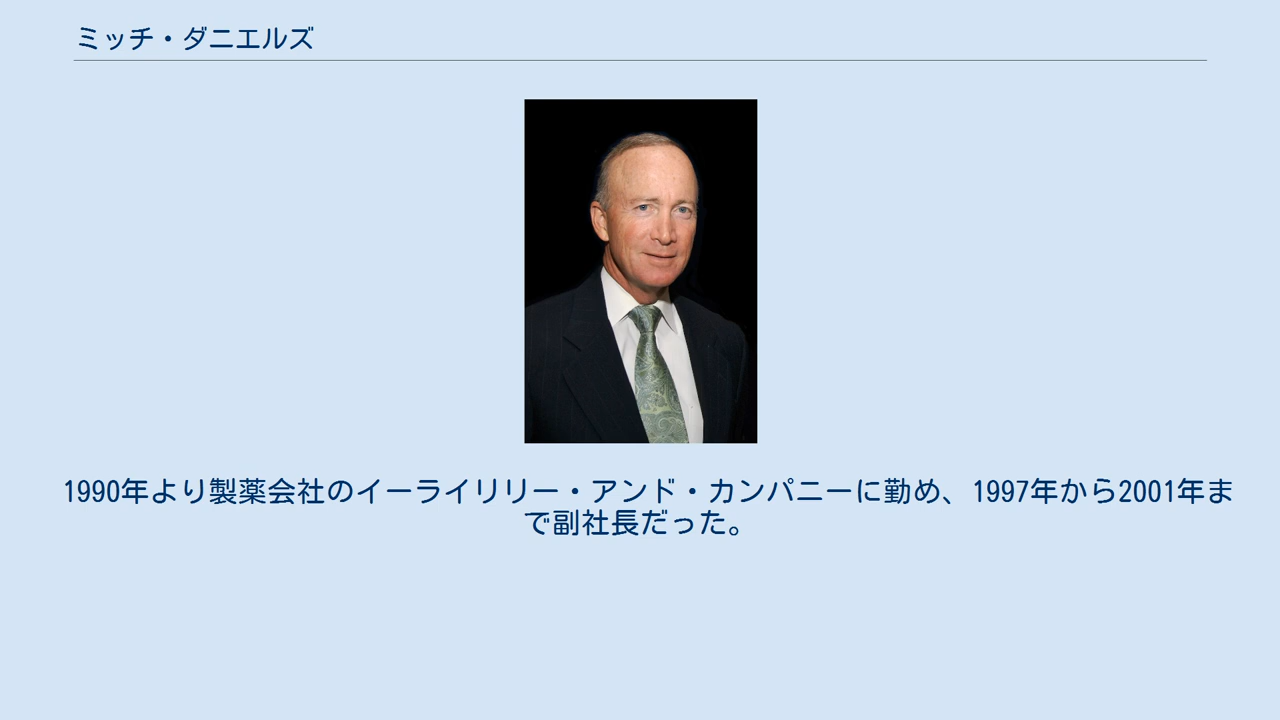 ミッチ・ダニエルズ
1990年より製薬会社のイーライリリー・アンド・カンパニーに勤め、1997年から2001年ま
で副社長だった。